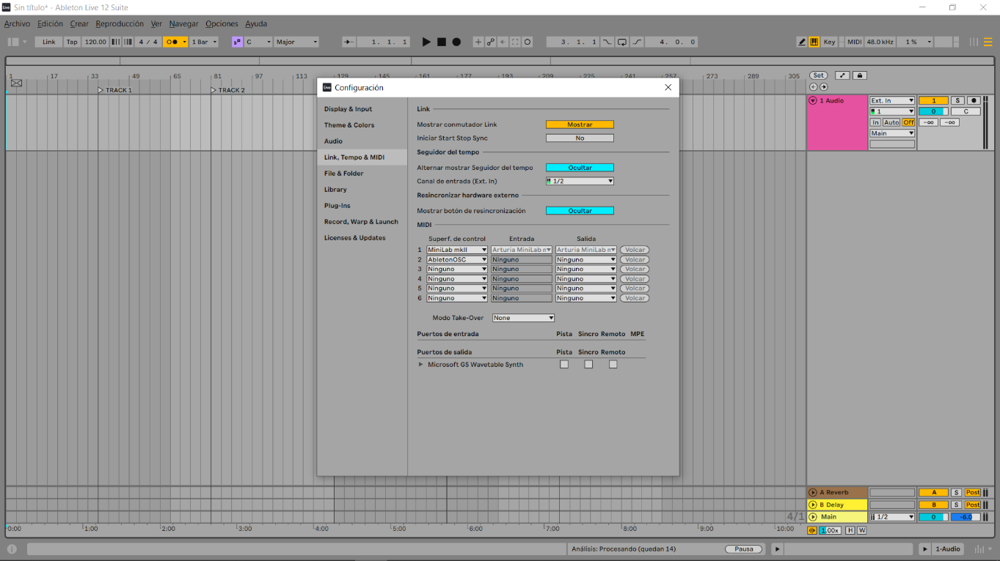 Sin título* - Ableton Live 12 Suite
Archivo Edición Crear Reproducción Ver Navegar Opciones Ayuda
Link Tap 120.00 4 / 4 1 Bar C Major 1. 1. 1 3. 1. 1 4. 0. 0 Key MIDI 48.0 kHz 1 %
1 17 33 49 65 81 97 113 129 145 161 177 193 209 225 241 257 273 289 305 Set
TRACK 1 TRACK 2
1 Audio Ext. In 1 S
1 0 C
In Auto Off -∞ -∞
Main
Configuración
Display & Input
Theme & Colors
Audio
Link, Tempo & MIDI
File & Folder
Library
Plug-Ins
Record, Warp & Launch
Licenses & Updates
Link
Mostrar conmutador Link Mostrar
Iniciar Start Stop Sync No
Seguidor del tempo
Alternar mostrar Seguidor del tempo Ocultar
Canal de entrada (Ext. In) 1/2
Resincronizar hardware externo
Mostrar botón de resincronización Ocultar
MIDI
Superf. de control Entrada Salida
1 MiniLab mkII Arturia MiniLab Arturia MiniLab Volcar
2 AbletonOSC Ninguno Ninguno Volcar
3 Ninguno Ninguno Ninguno Volcar
4 Ninguno Ninguno Ninguno Volcar
5 Ninguno Ninguno Ninguno Volcar
6 Ninguno Ninguno Ninguno Volcar
Modo Take-Over None
Puertos de entrada Pista Sincro Remoto MPE
Puertos de salida Pista Sincro Remoto
Microsoft GS Wavetable Synth
A Reverb A S Post
B Delay B S Post
4/1 Main 1/2 0 -6.0
0:00 1:00 2:00 3:00 4:00 5:00 6:00 7:00 8:00 9:00 10:00 1.00x H W
Análisis: Procesando (quedan 14) Pausa 1-Audio